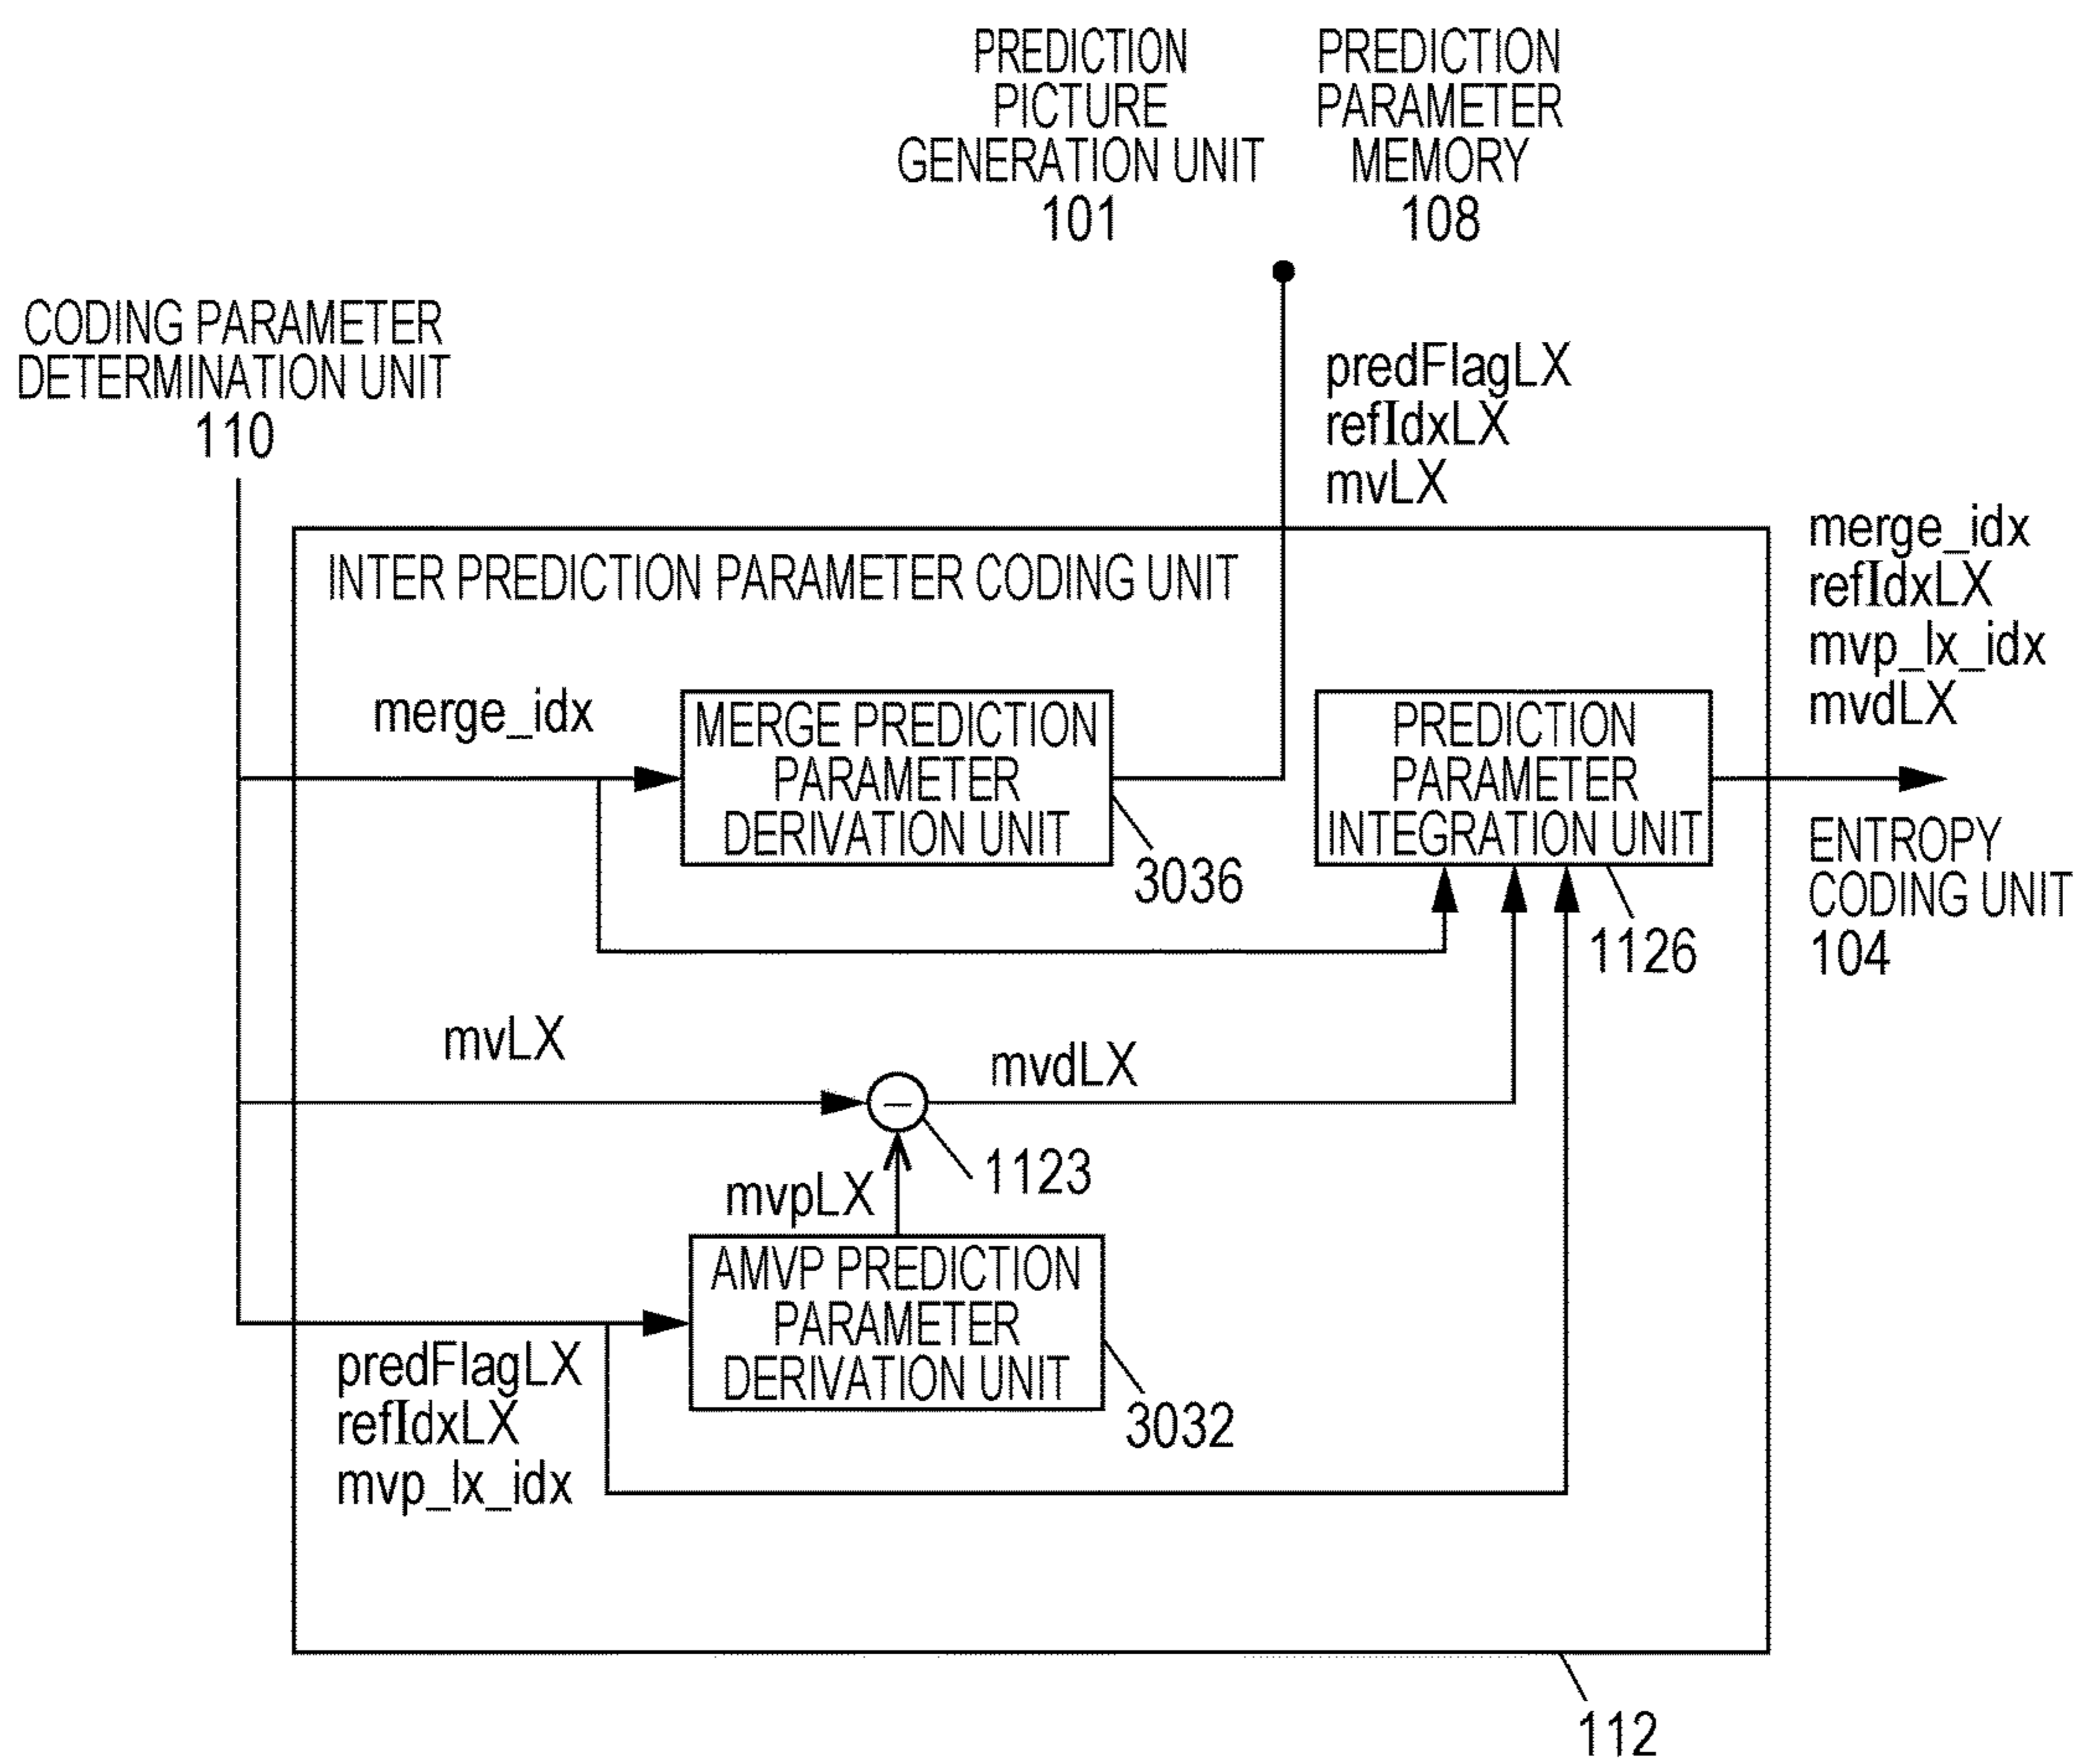 PREDICTION
PICTURE
GENERATION UNIT
101
PREDICTION
PARAMETER
MEMORY
108
CODING PARAMETER
DETERMINATION UNIT
110
predFlagLX
refIdxLX
mvLX
merge_idx
refIdxLX
mvp_lx_idx
mvdLX
INTER PREDICTION PARAMETER CODING UNIT
merge_idx
MERGE PREDICTION
PARAMETER
DERIVATION UNIT
3036
PREDICTION
PARAMETER
INTEGRATION UNIT
1126
ENTROPY
CODING UNIT
104
mvLX
mvdLX
–
1123
mvpLX
AMVP PREDICTION
PARAMETER
DERIVATION UNIT
3032
predFlagLX
refIdxLX
mvp_lx_idx
112